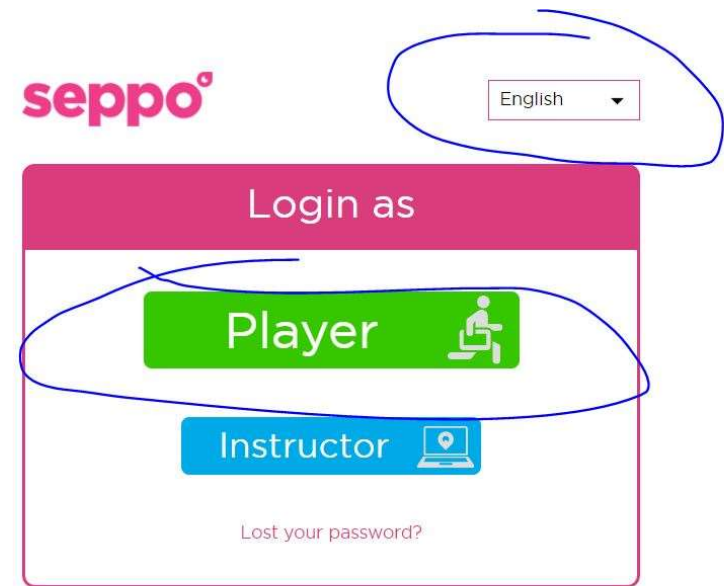 seppo
English
Login as
Player
Instructor
Lost your password?